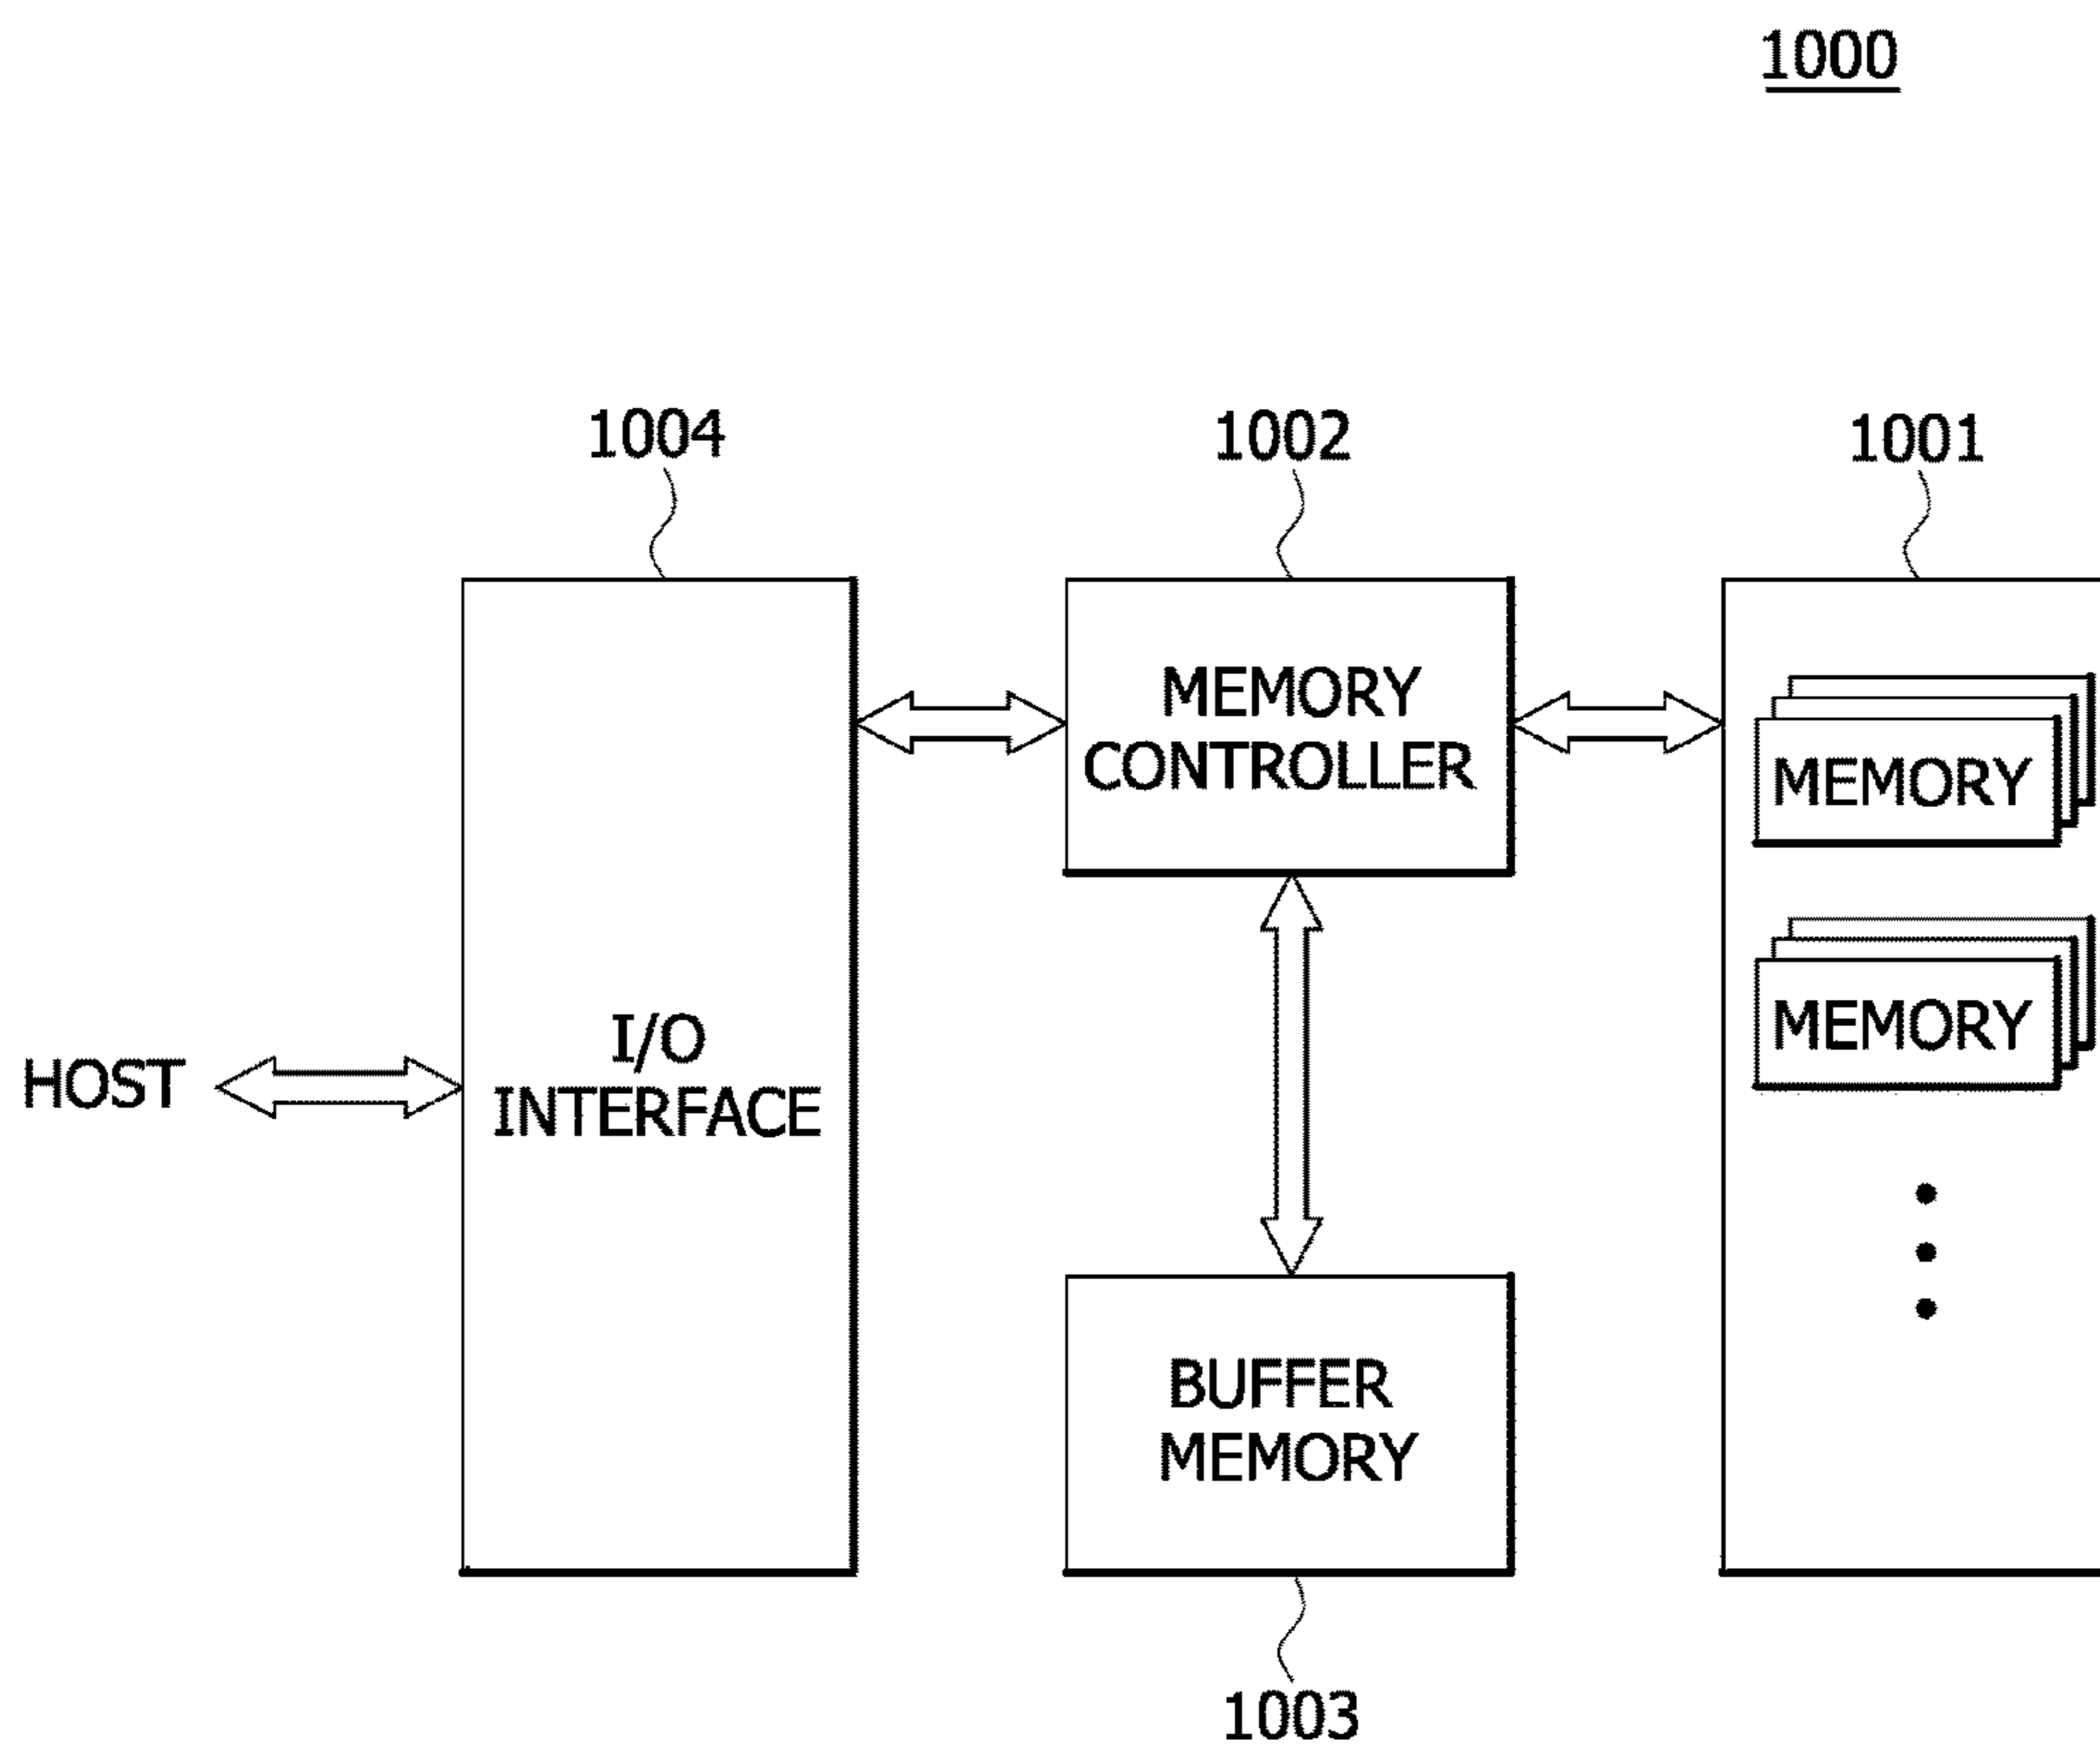 1000
1004
1002
1001
MEMORY
CONTROLLER
MEMORY
MEMORY
HOST
I/O
INTERFACE
BUFFER
MEMORY
1003